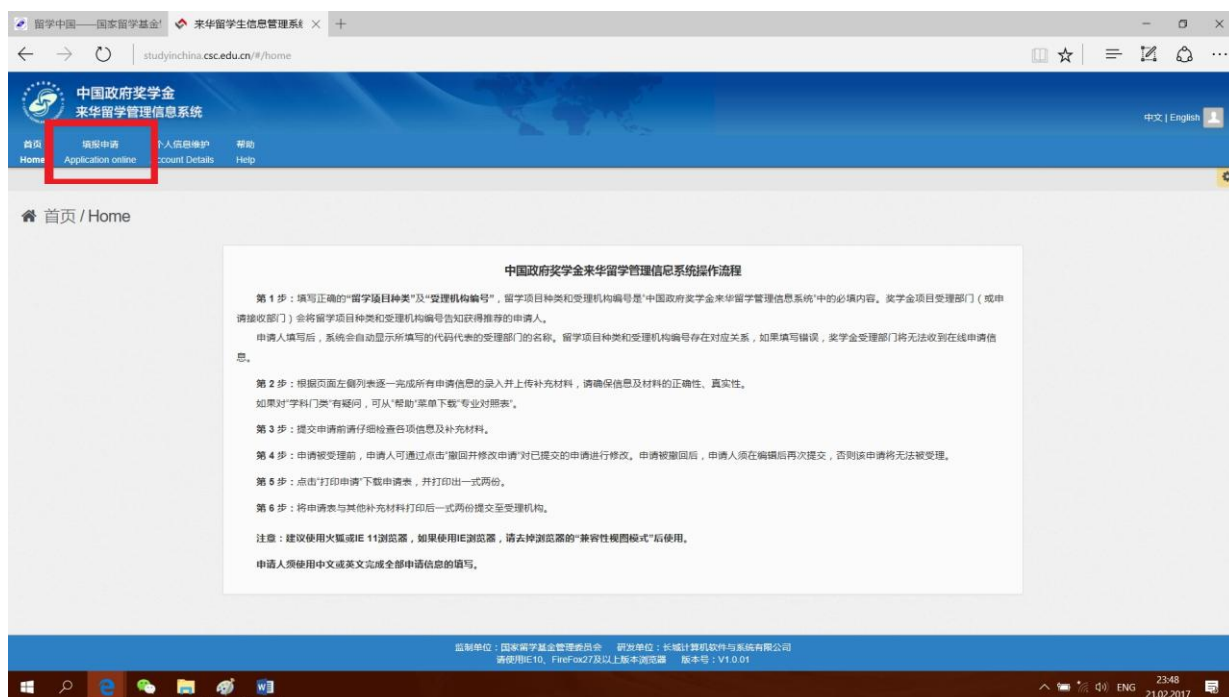 留学中国——国家留学基金
来华留学生信息管理系
studyinchina.csc.edu.cn/#/home
中国政府奖学金
来华留学管理信息系统
中文 | English
首页 填报申请 个人信息维护 帮助
Home Application online Account Details Help
首页 / Home
中国政府奖学金来华留学管理信息系统操作流程
第 1 步：填写正确的“留学项目种类”及“受理机构编号”，留学项目种类和受理机构编号是“中国政府奖学金来华留学管理信息系统”中的必填内容。奖学金项目受理部门（或申
请接收部门）会将留学项目种类和受理机构编号告知获得推荐的申请人。
申请人填写后，系统会自动显示所填写的代码代表的受理部门的名称。留学项目种类和受理机构编号存在对应关系，如果填写错误，奖学金受理部门将无法收到在线申请信
息。
第 2 步：根据页面左侧列表逐一完成所有申请信息的录入并上传补充材料，请确保信息及材料的正确性、真实性。
如果对“学科门类”有疑问，可从“帮助”菜单下载“专业对照表”。
第 3 步：提交申请前请仔细检查各项信息及补充材料。
第 4 步：申请被受理前，申请人可通过点击“撤回并修改申请”对已提交的申请进行修改。申请被撤回后，申请人须在编辑后再次提交，否则该申请将无法被受理。
第 5 步：点击“打印申请”下载申请表，并打印出一式两份。
第 6 步：将申请表与其他补充材料打印后一式两份提交至受理机构。
注意：建议使用火狐或IE 11浏览器，如果使用IE浏览器，请去掉浏览器的“兼容性视图模式”后使用。
申请人须使用中文或英文完成全部申请信息的填写。
监制单位：国家留学基金管理委员会 研发单位：长城计算机软件与系统有限公司
请使用IE10、FireFox27及以上版本浏览器 版本号：V1.0.01
ENG
23:48
21.02.2017